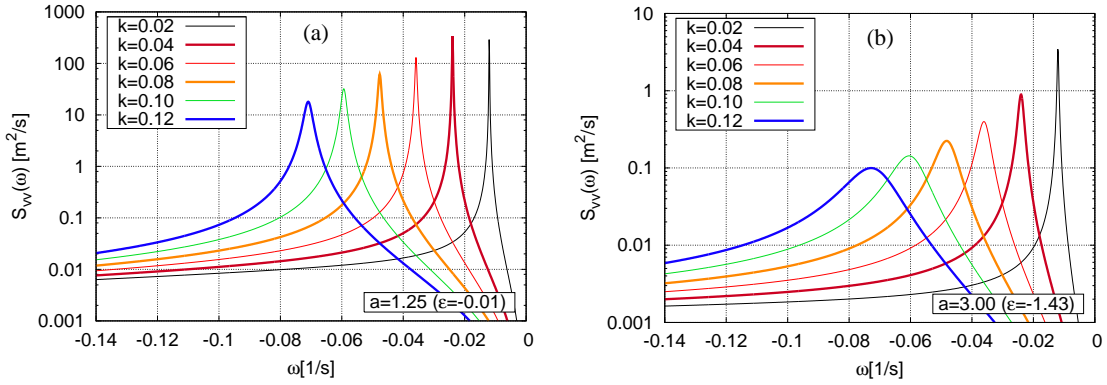 (a)
1000
100
10
1
0.1
0.01
0.001
S_vv(ω) [m²/s]
k=0.02
k=0.04
k=0.06
k=0.08
k=0.10
k=0.12
a=1.25 (ε=-0.01)
-0.14 -0.12 -0.1 -0.08 -0.06 -0.04 -0.02 0
ω[1/s]
(b)
10
1
0.1
0.01
0.001
S_vv(ω) [m²/s]
k=0.02
k=0.04
k=0.06
k=0.08
k=0.10
k=0.12
a=3.00 (ε=-1.43)
-0.14 -0.12 -0.1 -0.08 -0.06 -0.04 -0.02 0
ω[1/s]